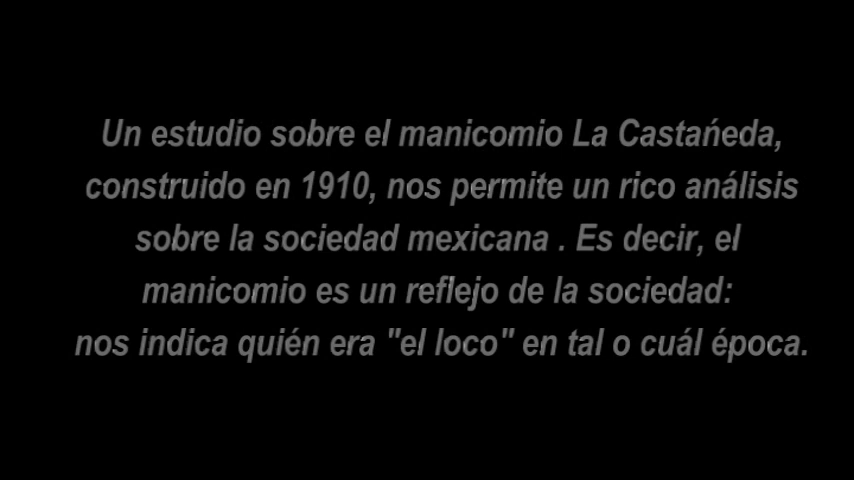 Un estudio sobre el manicomio La Castańeda,
construido en 1910, nos permite un rico análisis
sobre la sociedad mexicana . Es decir, el
manicomio es un reflejo de la sociedad:
nos indica quién era "el loco" en tal o cuál época.